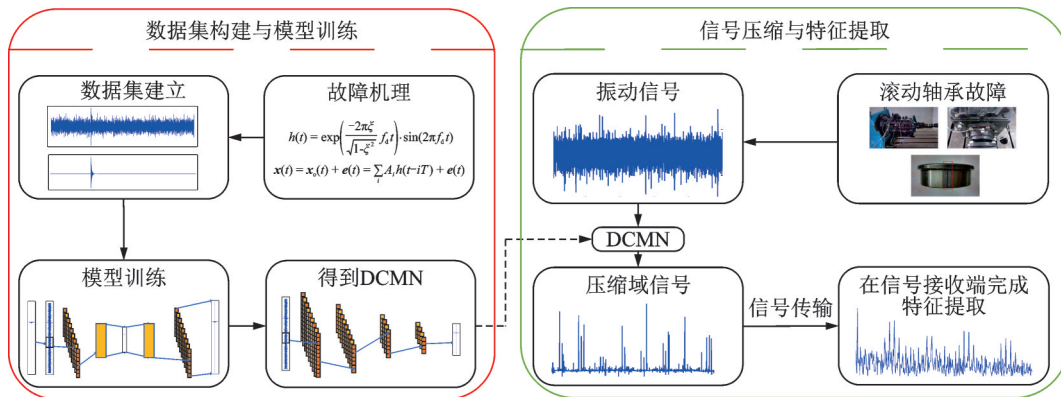 数据集构建与模型训练
数据集建立
故障机理
h(t) = exp(-2πξ/√(1-ξ²) f_d t)·sin(2πf_d t)
x(t) = x_o(t) + e(t) = ∑_i A_i h(t-iT) + e(t)
模型训练
得到DCMN
信号压缩与特征提取
振动信号
滚动轴承故障
DCMN
压缩域信号
信号传输
在信号接收端完成
特征提取